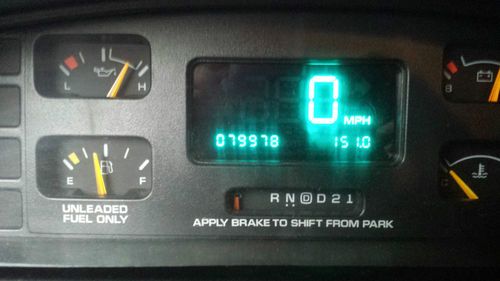 L H
0 MPH
B
079978 151.0
E F
UNLEADED
FUEL ONLY
R N D D 2 1
APPLY BRAKE TO SHIFT FROM PARK
C